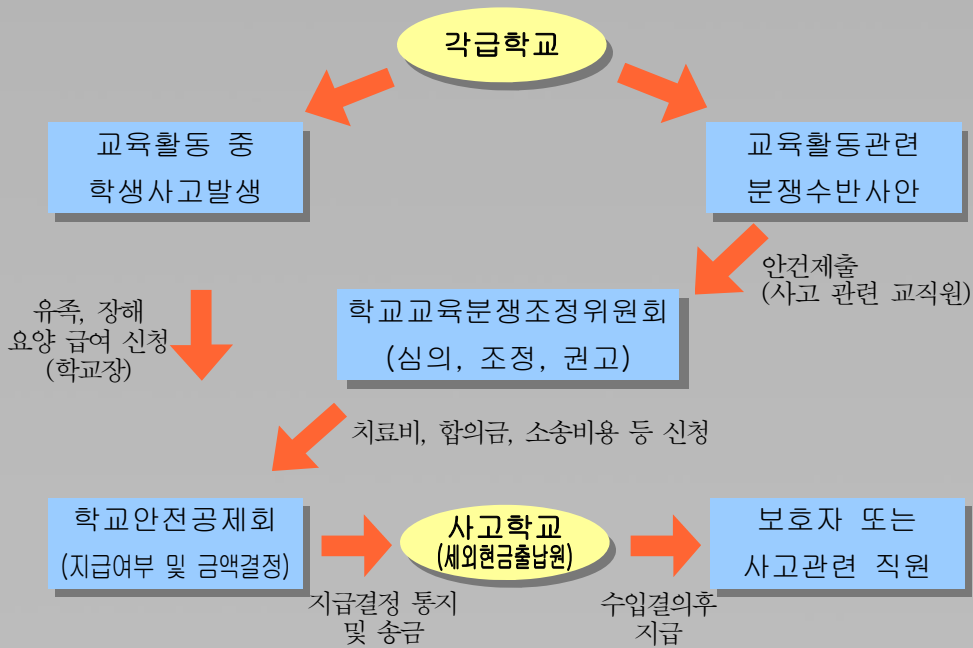 각급학교
교육활동 중
학생사고발생
교육활동관련
분쟁수반사안
안건제출
(사고 관련 교직원)
유족, 장해
요양 급여 신청
(학교장)
학교교육분쟁조정위원회
(심의, 조정, 권고)
치료비, 합의금, 소송비용 등 신청
학교안전공제회
(지급여부 및 금액결정)
사고학교
(세외현금출납원)
보호자 또는
사고관련 직원
지급결정 통지
및 송금
수입결의후
지급